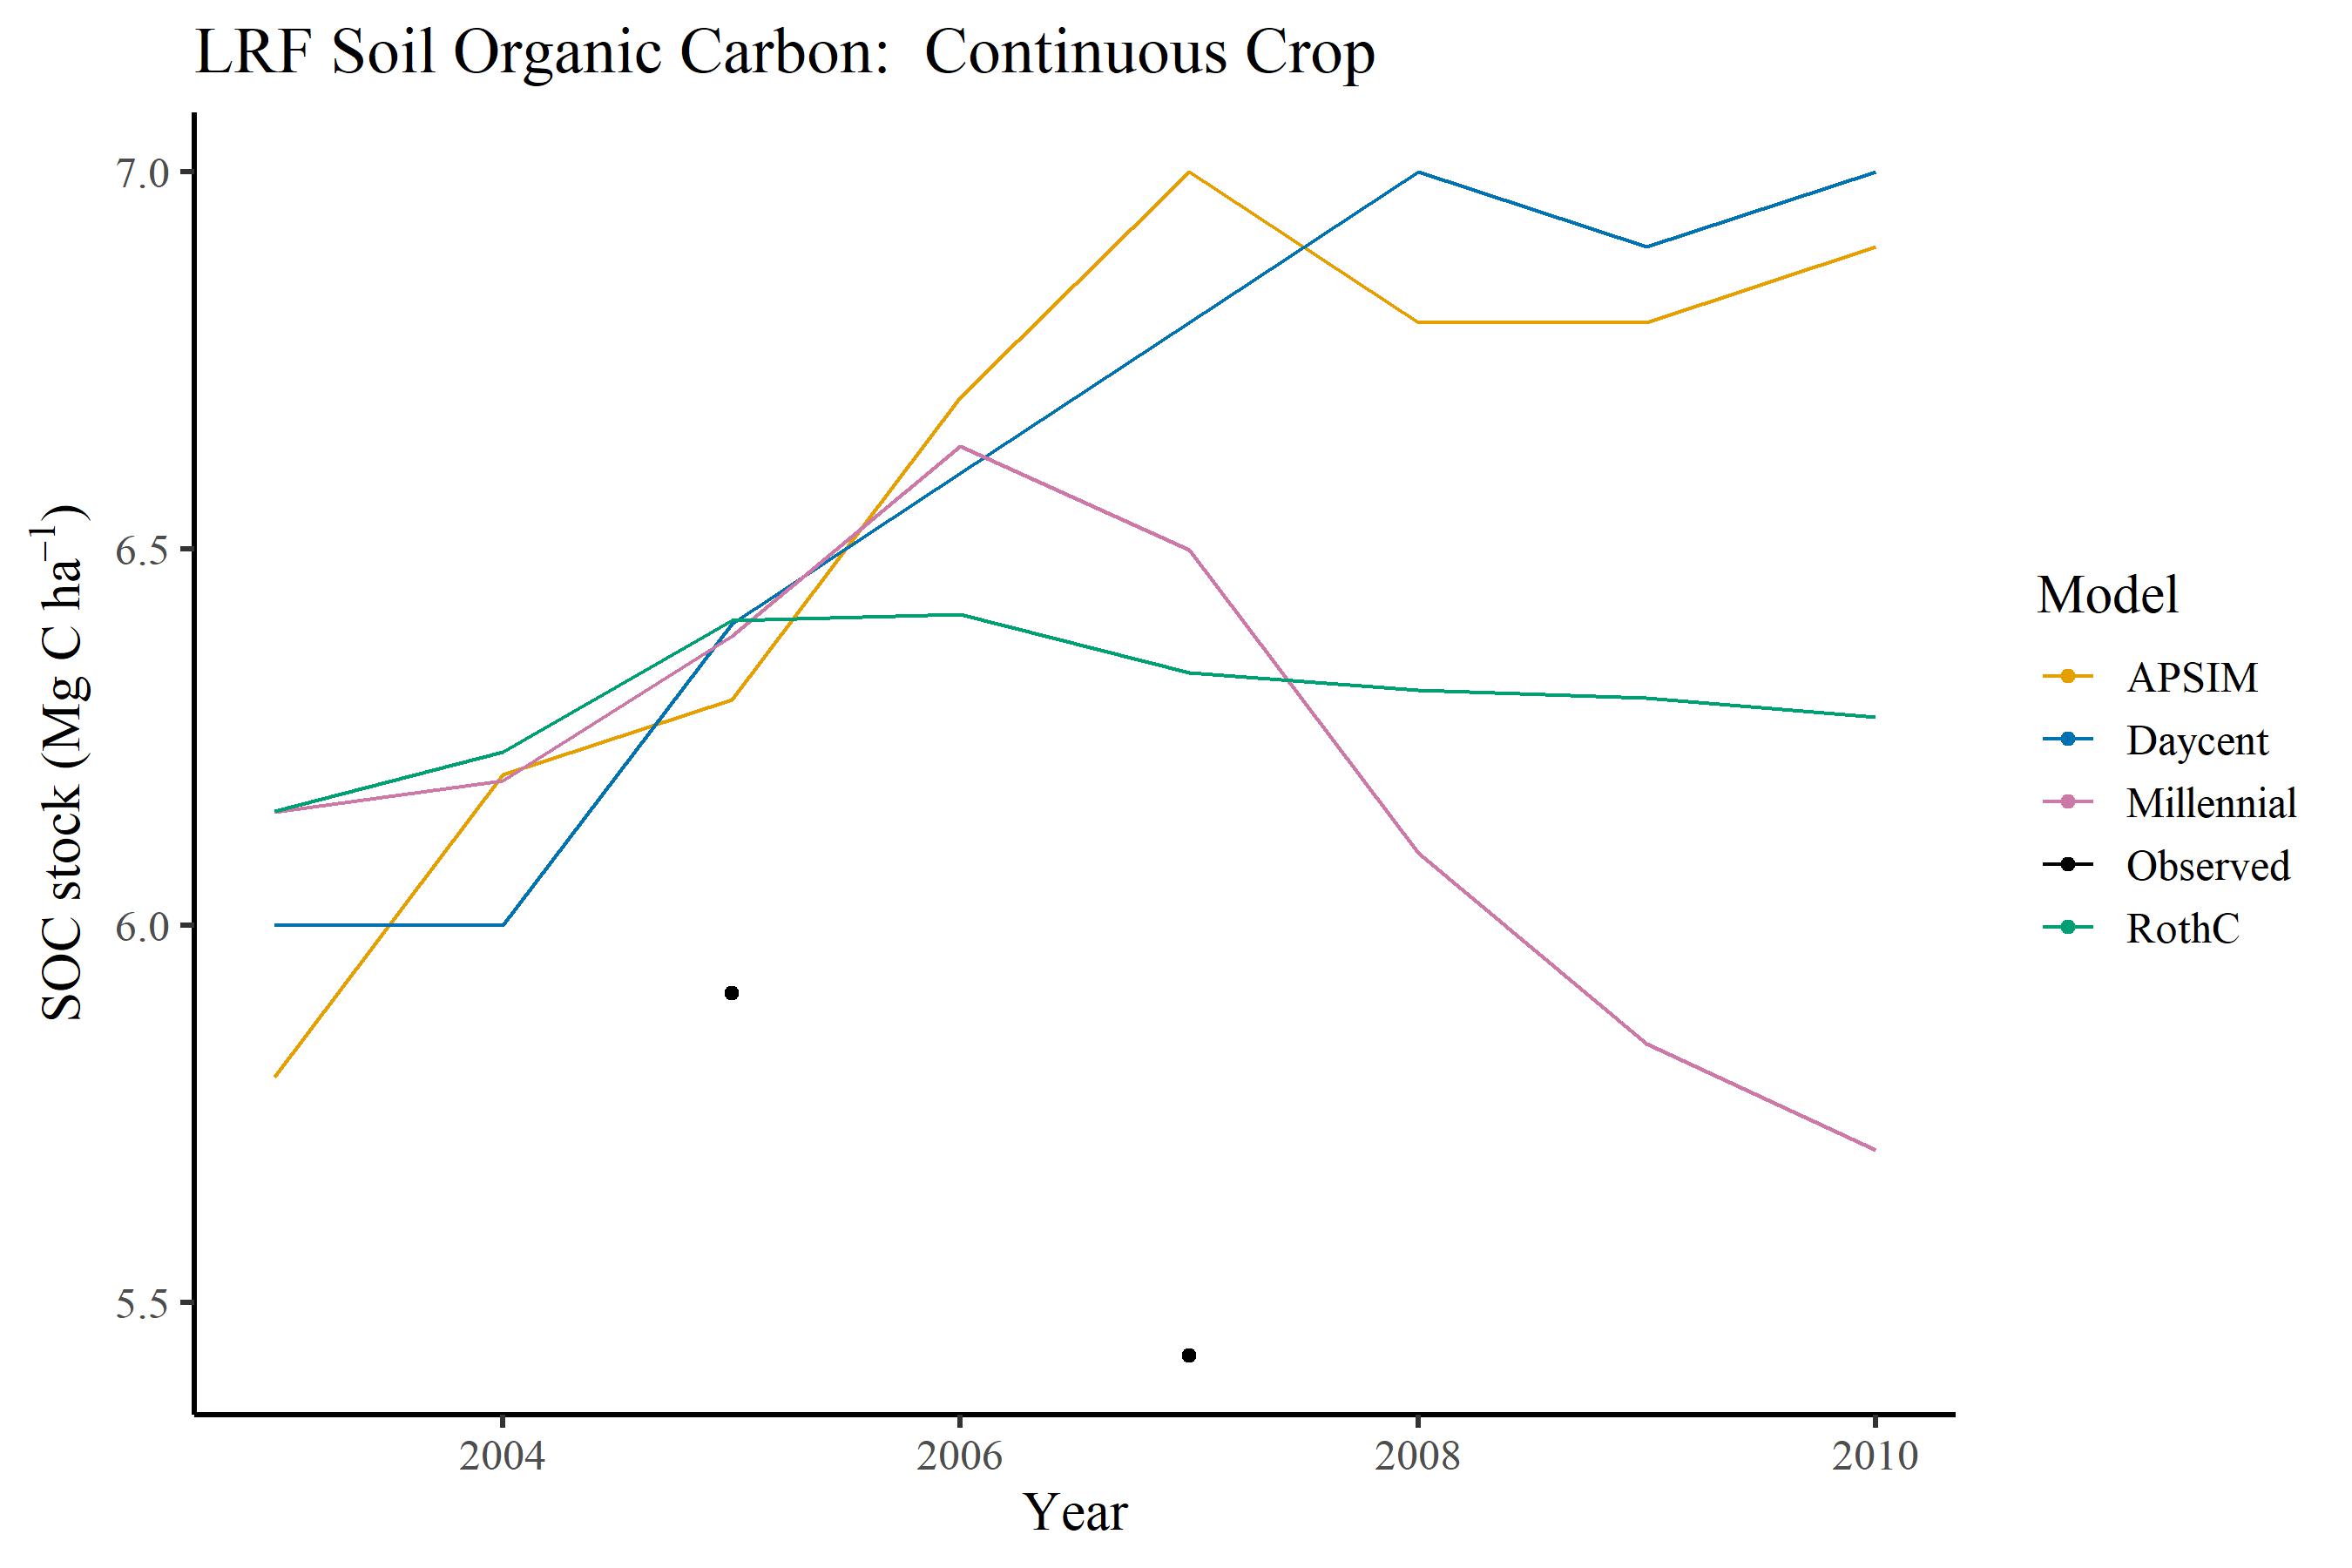 LRF Soil Organic Carbon:  Continuous Crop
SOC stock (Mg C ha⁻¹)
7.0
6.5
6.0
5.5
2004
2006
2008
2010
Year
Model
APSIM
Daycent
Millennial
Observed
RothC